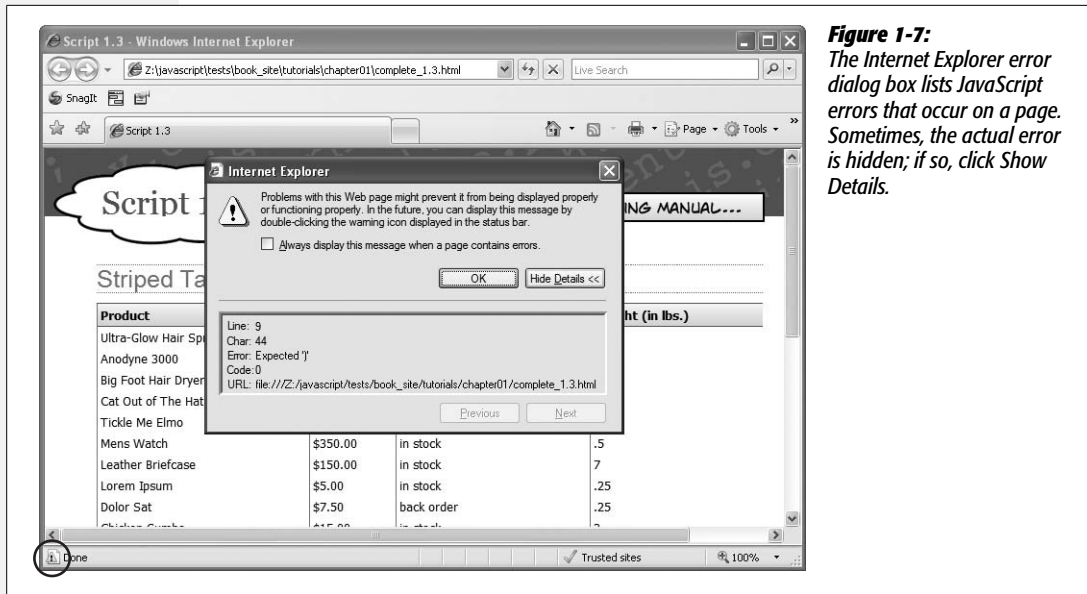 Script 1.3 - Windows Internet Explorer
Z:\javascript\tests\book_site\tutorials\chapter01\complete_1.3.html
Live Search
SnagIt
Script 1.3
Page
Tools
Script
ING MANUAL...
Internet Explorer
Problems with this Web page might prevent it from being displayed properly
or functioning properly. In the future, you can display this message by
double-clicking the warning icon displayed in the status bar.
Always display this message when a page contains errors.
OK
Hide Details <<
Line: 9
Char: 44
Error: Expected ')'
Code: 0
URL: file:///Z:/javascript/tests/book_site/tutorials/chapter01/complete_1.3.html
Previous
Next
Striped Ta
Product ht (in lbs.)
Ultra-Glow Hair Spr
Anodyne 3000
Big Foot Hair Dryer
Cat Out of The Hat
Tickle Me Elmo
Mens Watch $350.00 in stock .5
Leather Briefcase $150.00 in stock 7
Lorem Ipsum $5.00 in stock .25
Dolor Sat $7.50 back order .25
Done
Trusted sites
100%
Figure 1-7:
The Internet Explorer error
dialog box lists JavaScript
errors that occur on a page.
Sometimes, the actual error
is hidden; if so, click Show
Details.